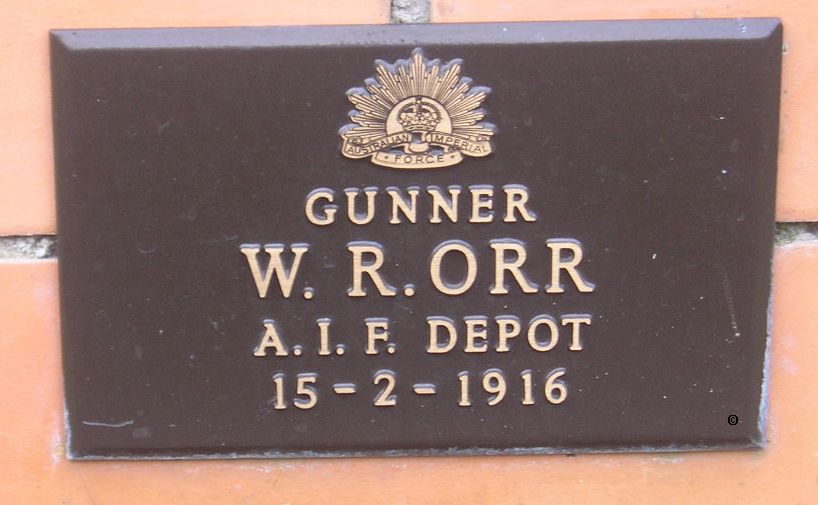 AUSTRALIAN IMPERIAL
FORCE
GUNNER
W. R. ORR
A. I. F. DEPOT
15 - 2 - 1916
©